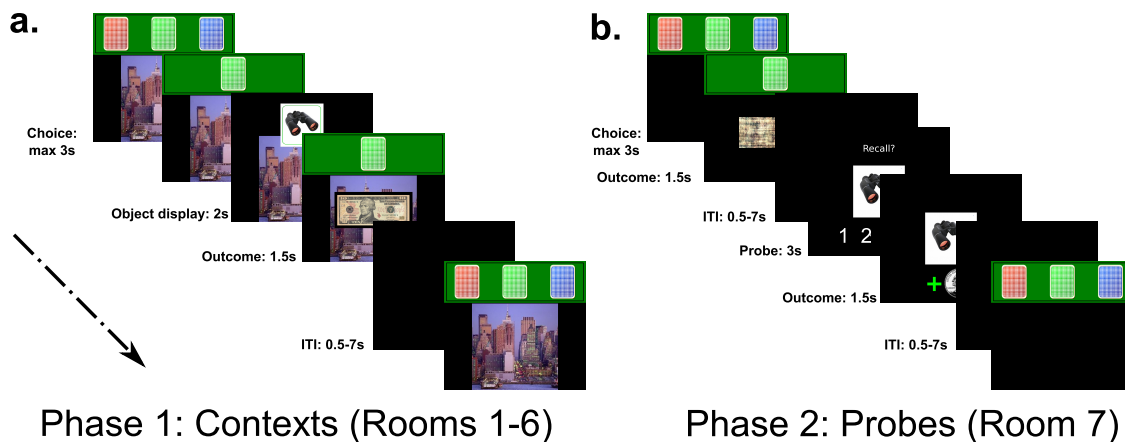 a.
Choice:
max 3s
Object display: 2s
Outcome: 1.5s
ITI: 0.5-7s
Phase 1: Contexts (Rooms 1-6)
b.
Choice:
max 3s
Outcome: 1.5s
ITI: 0.5-7s
Recall?
1 2
Probe: 3s
Outcome: 1.5s
+
ITI: 0.5-7s
Phase 2: Probes (Room 7)